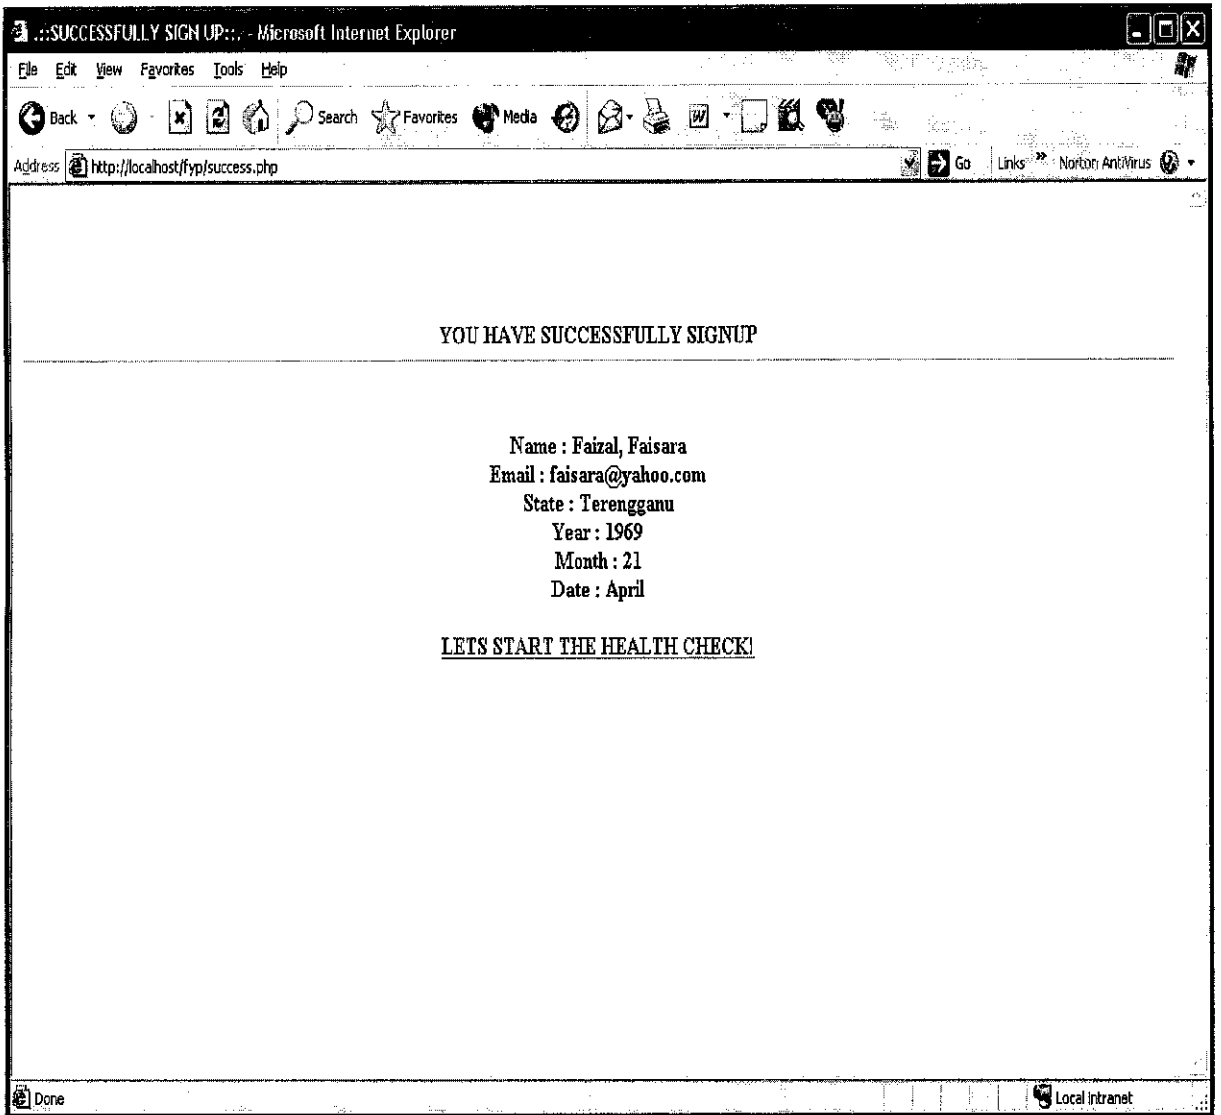 .::SUCCESSFULLY SIGN UP::. - Microsoft Internet Explorer
File Edit View Favorites Tools Help
Back Search Favorites Media
Address http://localhost/fyp/success.php Go Links » Norton AntiVirus
YOU HAVE SUCCESSFULLY SIGNUP
Name : Faizal, Faisara
Email : faisara@yahoo.com
State : Terengganu
Year : 1969
Month : 21
Date : April
LETS START THE HEALTH CHECK!
Done Local intranet